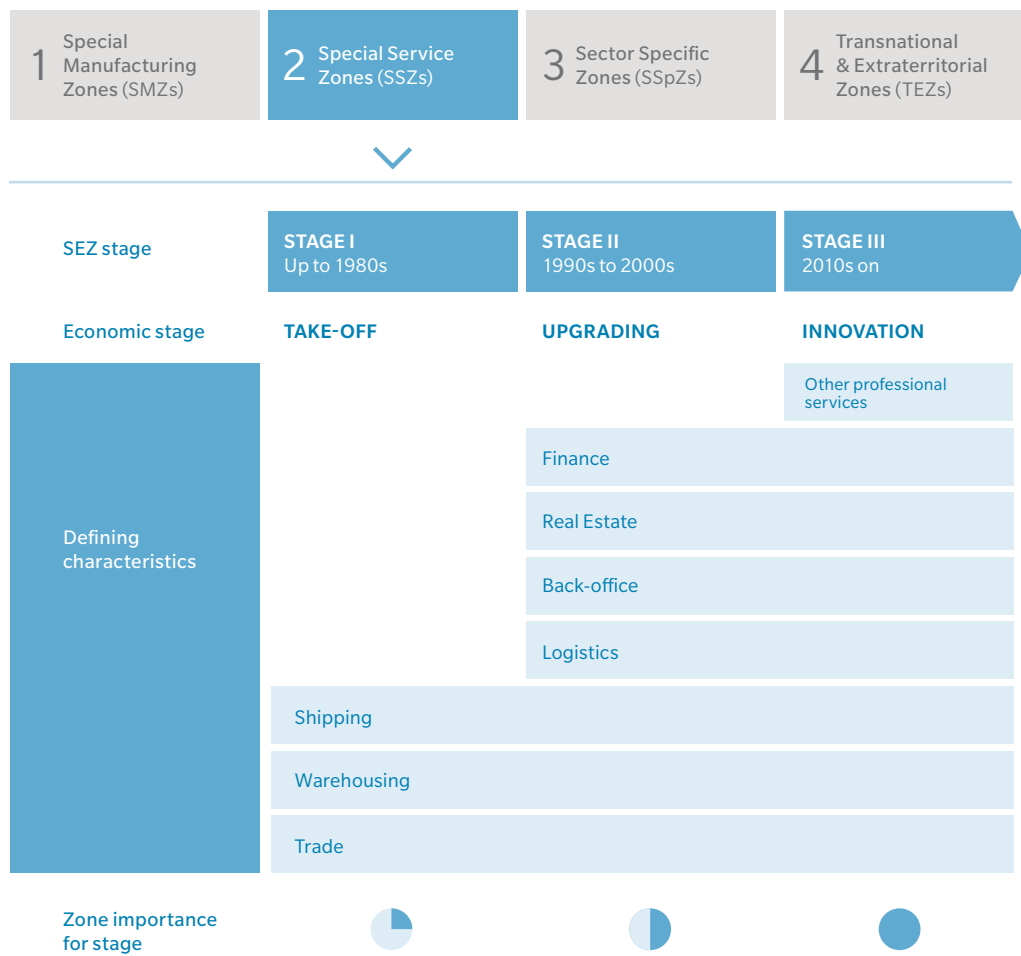 1
Special
Manufacturing
Zones (SMZs)
2
Special Service
Zones (SSZs)
3
Sector Specific
Zones (SSpZs)
4
Transnational
& Extraterritorial
Zones (TEZs)
SEZ stage
STAGE I
Up to 1980s
STAGE II
1990s to 2000s
STAGE III
2010s on
Economic stage
TAKE-OFF
UPGRADING
INNOVATION
Defining
characteristics
Other professional
services
Finance
Real Estate
Back-office
Logistics
Shipping
Warehousing
Trade
Zone importance
for stage